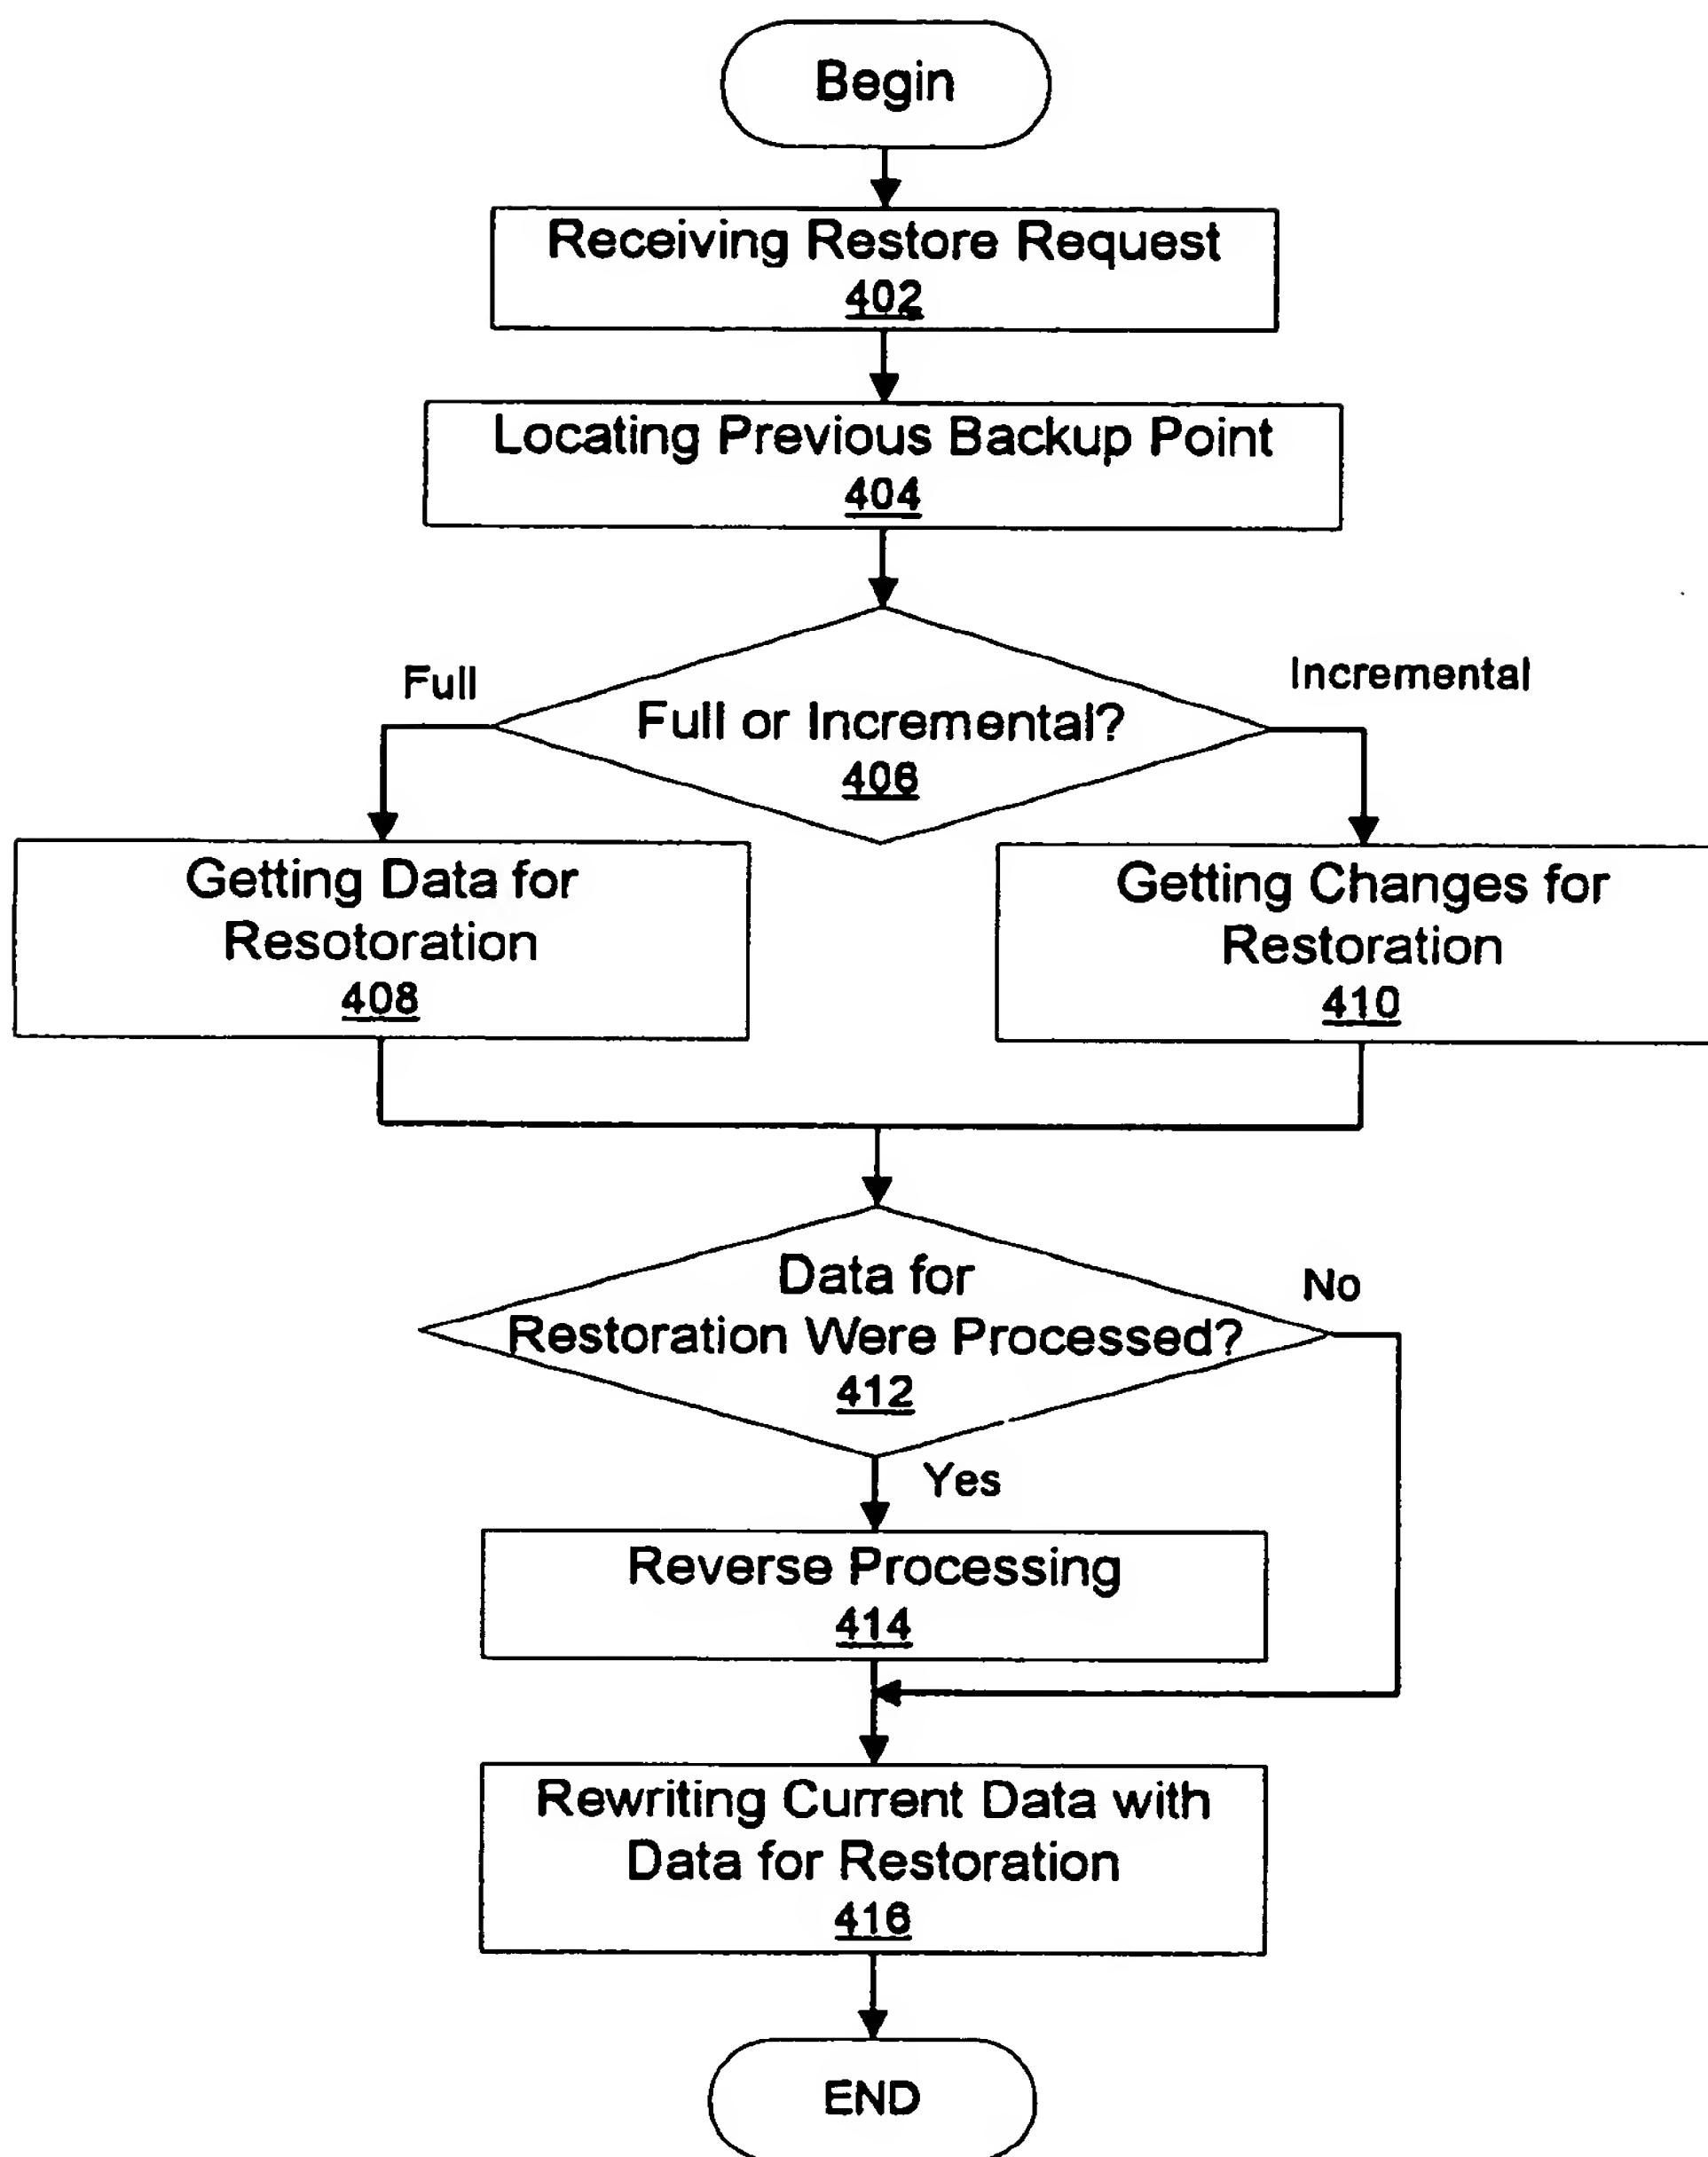 Begin
Receiving Restore Request
402
Locating Previous Backup Point
404
Full
Incremental
Full or Incremental?
406
Getting Data for
Resotoration
408
Getting Changes for
Restoration
410
Data for
Restoration Were Processed?
412
No
Yes
Reverse Processing
414
Rewriting Current Data with
Data for Restoration
416
END